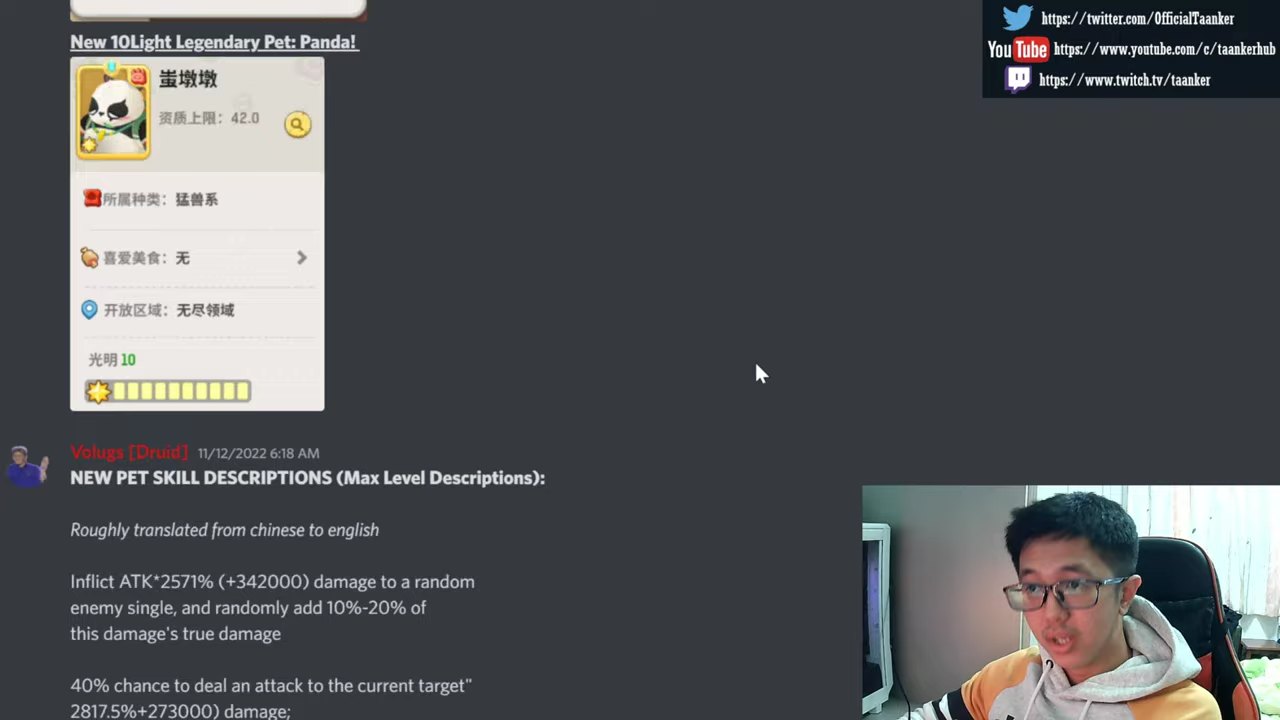 https://twitter.com/OfficialTaanker
YouTube https://www.youtube.com/c/taankerhub
https://www.twitch.tv/taanker
New 10Light Legendary Pet: Panda!
蚩墩墩
资质上限：42.0
所属种类：猛兽系
喜爱美食：无
开放区域：无尽领域
光明 10
Volugs [Druid] 11/12/2022 6:18 AM
NEW PET SKILL DESCRIPTIONS (Max Level Descriptions):
Roughly translated from chinese to english
Inflict ATK*2571% (+342000) damage to a random
enemy single, and randomly add 10%-20% of
this damage's true damage
40% chance to deal an attack to the current target"
2817.5%+273000) damage;